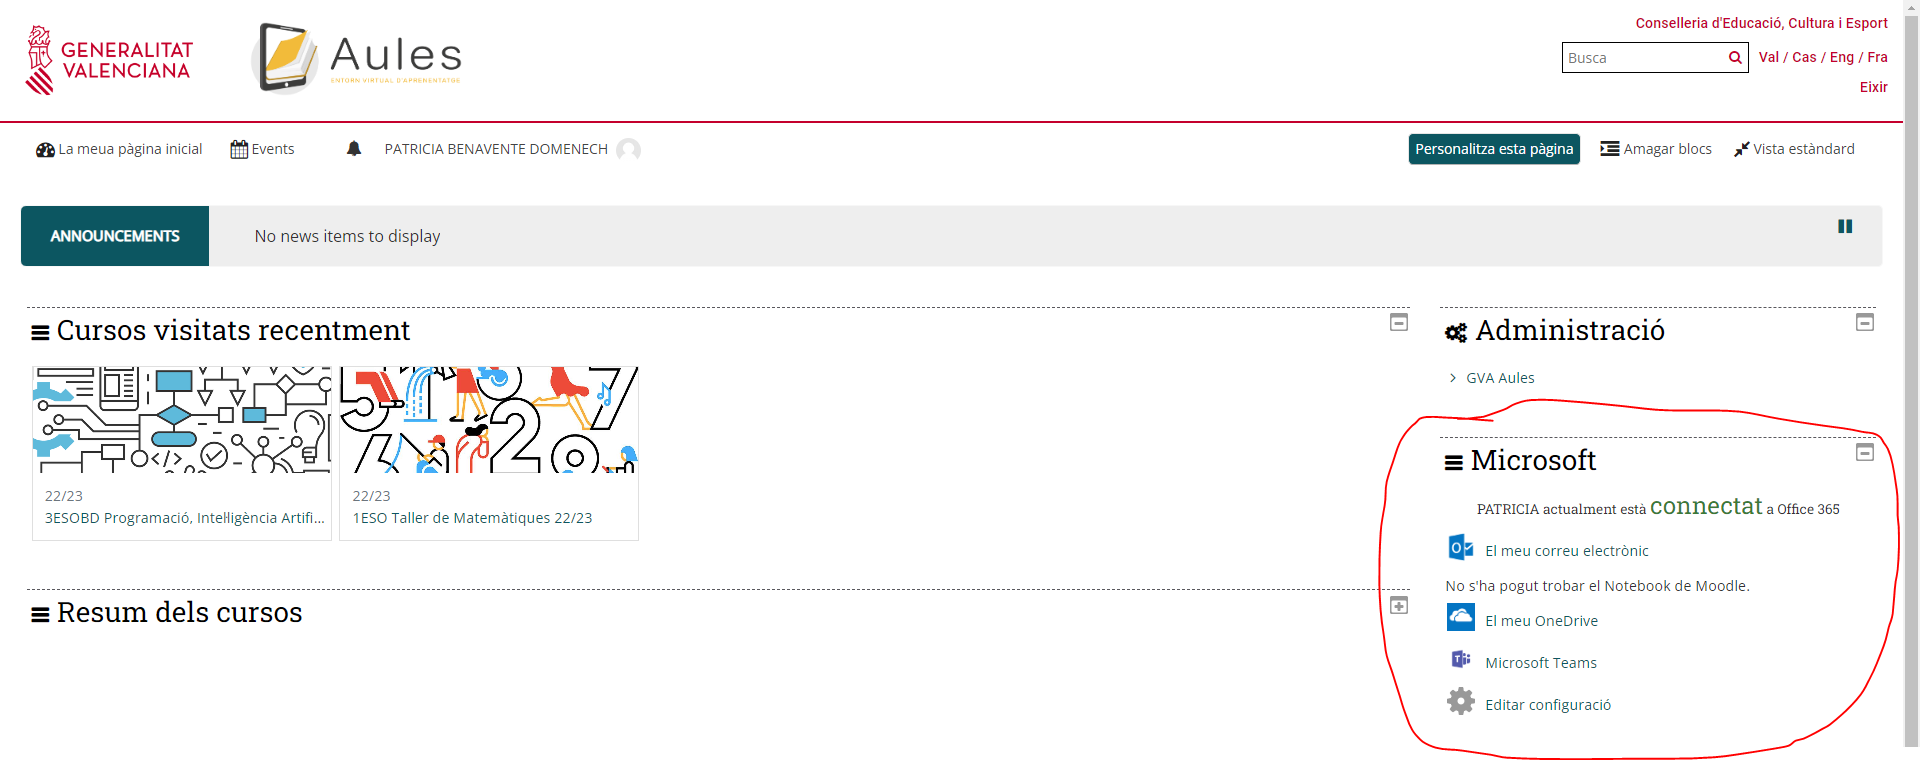 GENERALITAT
VALENCIANA
Aules
ENTORN VIRTUAL D'APRENENTATGE
Conselleria d'Educació, Cultura i Esport
Busca
Val / Cas / Eng / Fra
Eixir
La meua pàgina inicial
Events
PATRICIA BENAVENTE DOMENECH
Personalitza esta pàgina
Amagar blocs
Vista estàndard
ANNOUNCEMENTS
No news items to display
Cursos visitats recentment
22/23
3ESOBD Programació, Intel·ligència Artifi...
22/23
1ESO Taller de Matemàtiques 22/23
Resum dels cursos
Administració
GVA Aules
Microsoft
PATRICIA actualment està connectat a Office 365
El meu correu electrònic
No s'ha pogut trobar el Notebook de Moodle.
El meu OneDrive
Microsoft Teams
Editar configuració